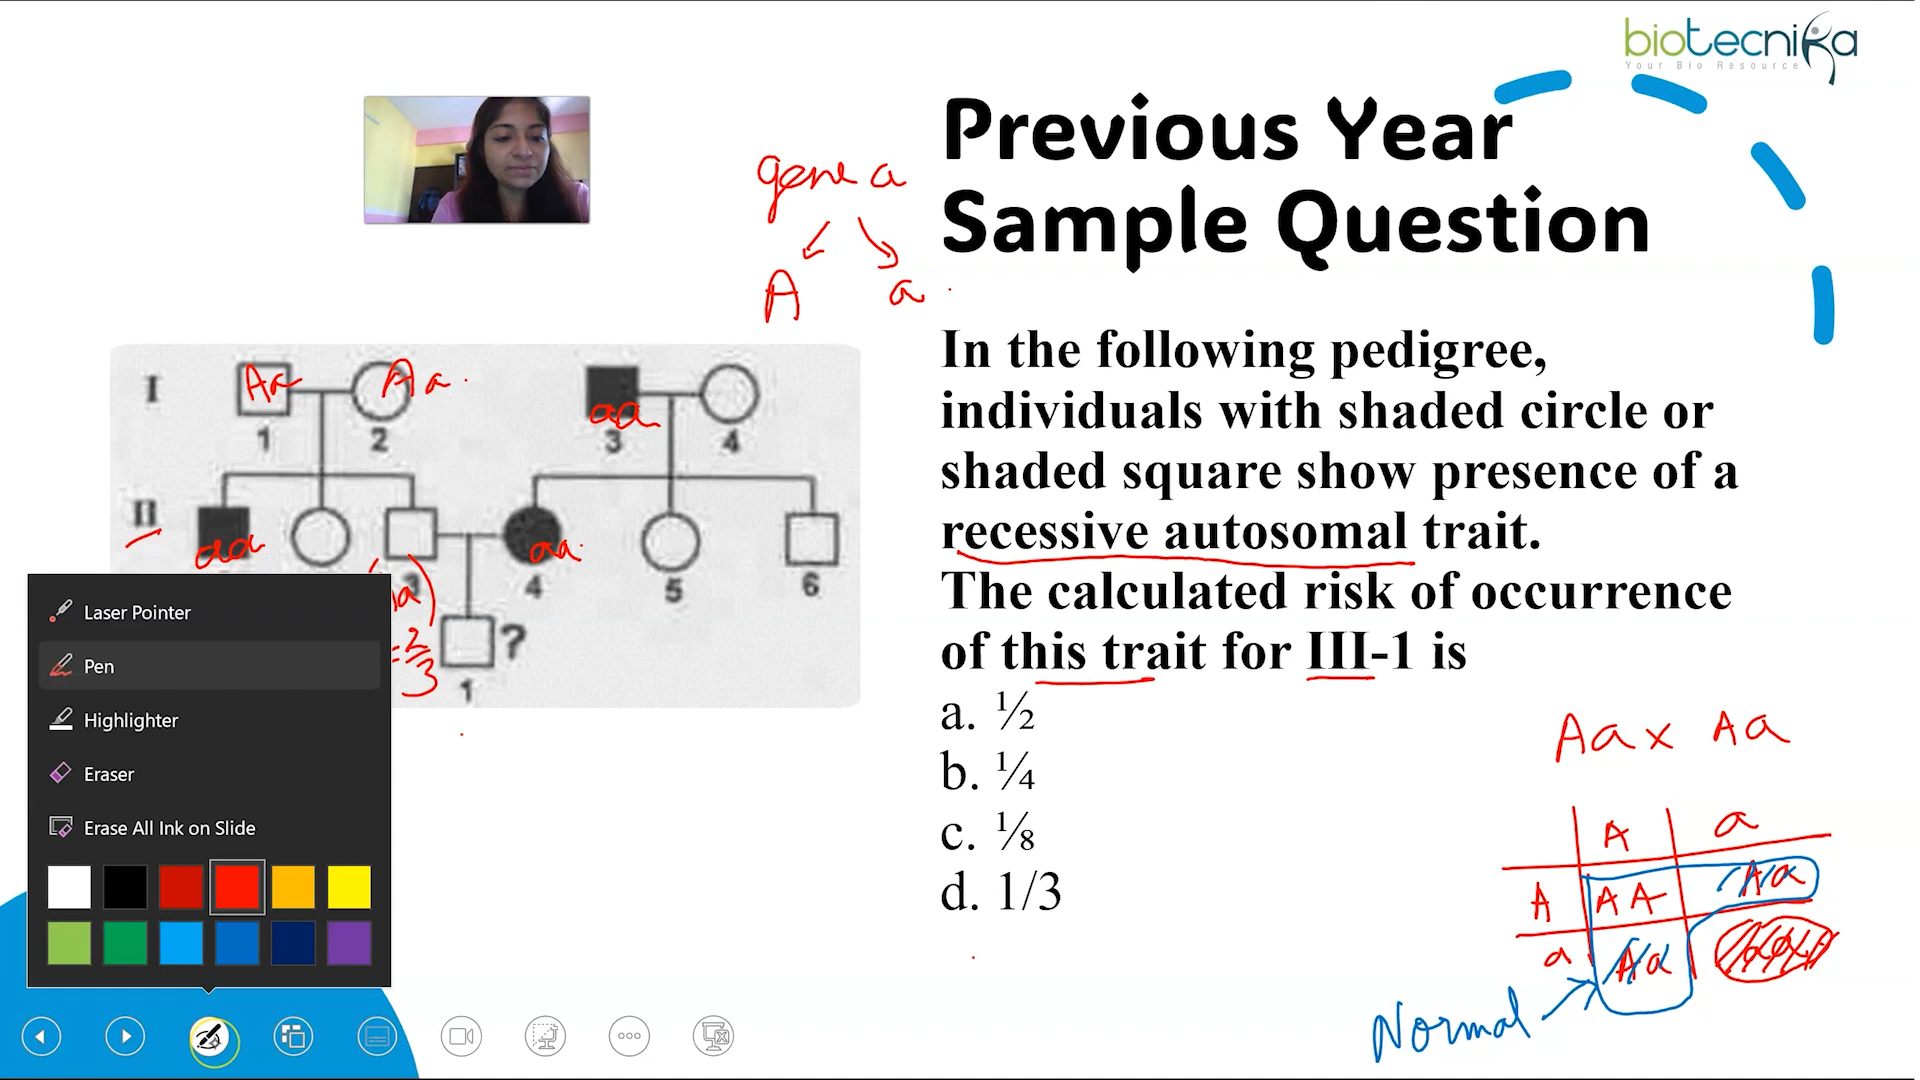 biotecnika
Your Bio Resource
Previous Year
Sample Question
gene a
A a
In the following pedigree,
individuals with shaded circle or
shaded square show presence of a
recessive autosomal trait.
The calculated risk of occurrence
of this trait for III-1 is
a. ½
b. ¼
c. ⅛
d. 1/3
I
Aa Aa aa
1 2 3 4
II
aa aa
3 4 5 6
= 2/3
?
1
Laser Pointer
Pen
Highlighter
Eraser
Erase All Ink on Slide
Aa x Aa
A a
A AA Aa
a Aa
Normal